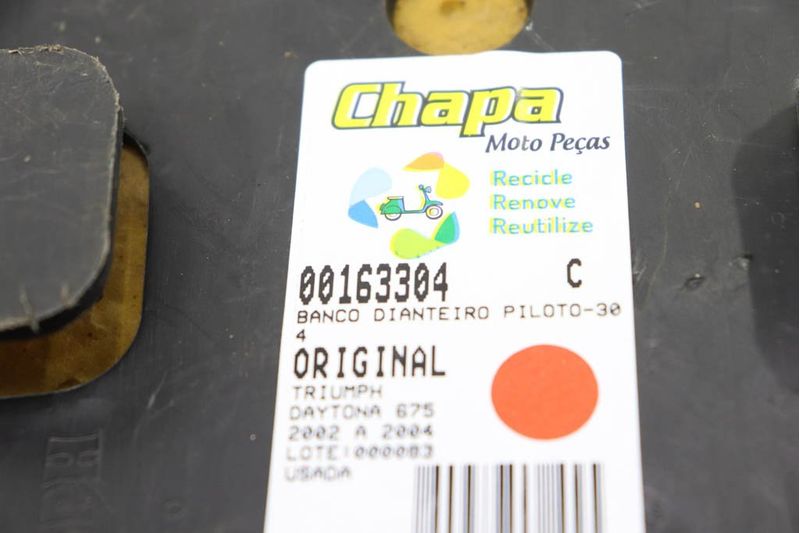 Chapa
Moto Peças
Recicle
Renove
Reutilize
00163304 C
BANCO DIANTEIRO PILOTO-30
4
ORIGINAL
TRIUMPH
DAYTONA 675
2002 A 2004
LOTE:000083
USADA